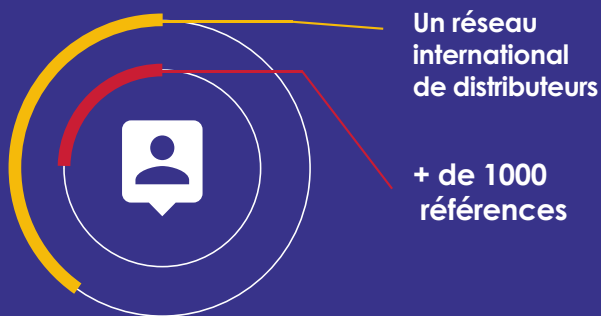 Un réseau
international
de distributeurs
+ de 1000
références